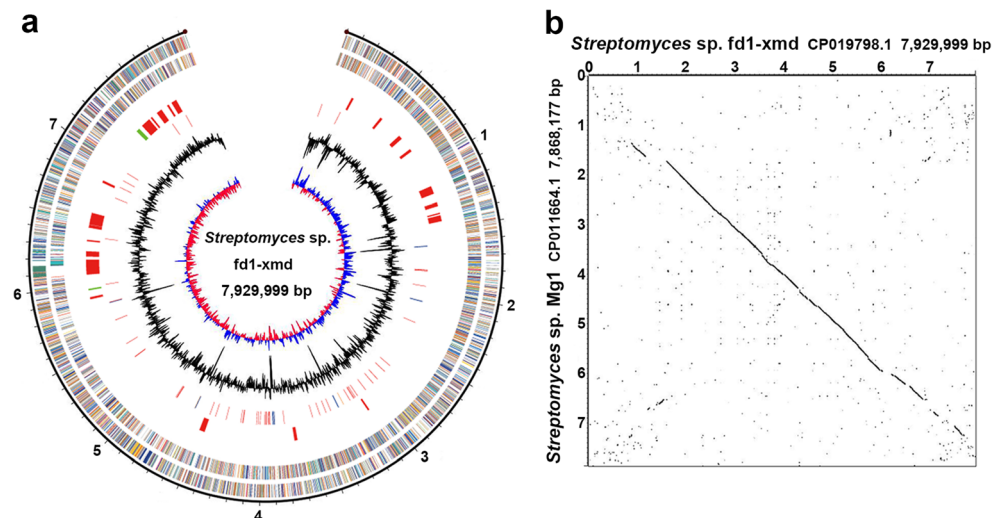 a
7
1
6
2
5
3
4
Streptomyces sp.
fd1-xmd
7,929,999 bp
b
Streptomyces sp. fd1-xmd CP019798.1 7,929,999 bp
0 1 2 3 4 5 6 7
Streptomyces sp. Mg1 CP011664.1 7,868,177 bp
0
1
2
3
4
5
6
7